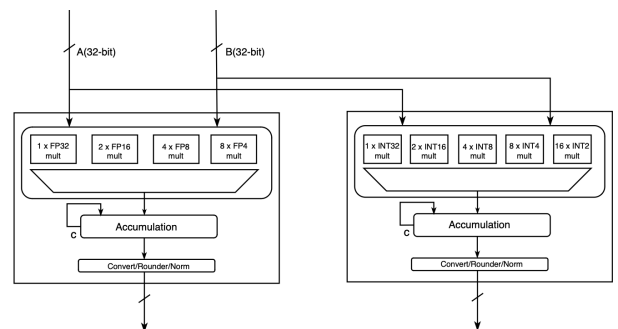 A(32-bit)
B(32-bit)
1 x FP32
mult
2 x FP16
mult
4 x FP8
mult
8 x FP4
mult
Accumulation
C
Convert/Rounder/Norm
1 x INT32
mult
2 x INT16
mult
4 x INT8
mult
8 x INT4
mult
16 x INT2
mult
Accumulation
C
Convert/Rounder/Norm